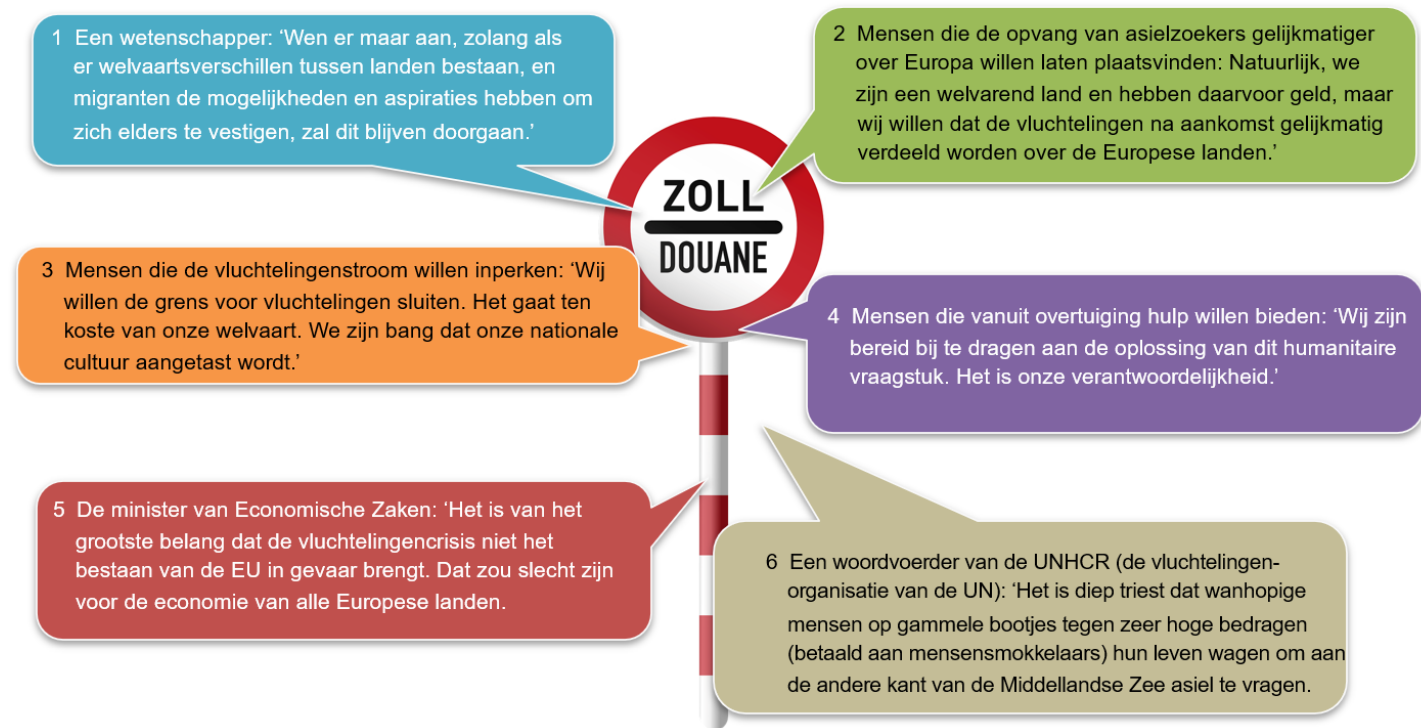 1 Een wetenschapper: ‘Wen er maar aan, zolang als
er welvaartsverschillen tussen landen bestaan, en
migranten de mogelijkheden en aspiraties hebben om
zich elders te vestigen, zal dit blijven doorgaan.’
2 Mensen die de opvang van asielzoekers gelijkmatiger
over Europa willen laten plaatsvinden: Natuurlijk, we
zijn een welvarend land en hebben daarvoor geld, maar
wij willen dat de vluchtelingen na aankomst gelijkmatig
verdeeld worden over de Europese landen.’
ZOLL
DOUANE
3 Mensen die de vluchtelingenstroom willen inperken: ‘Wij
willen de grens voor vluchtelingen sluiten. Het gaat ten
koste van onze welvaart. We zijn bang dat onze nationale
cultuur aangetast wordt.’
4 Mensen die vanuit overtuiging hulp willen bieden: ‘Wij zijn
bereid bij te dragen aan de oplossing van dit humanitaire
vraagstuk. Het is onze verantwoordelijkheid.’
5 De minister van Economische Zaken: ‘Het is van het
grootste belang dat de vluchtelingencrisis niet het
bestaan van de EU in gevaar brengt. Dat zou slecht zijn
voor de economie van alle Europese landen.
6 Een woordvoerder van de UNHCR (de vluchtelingen-
organisatie van de UN): ‘Het is diep triest dat wanhopige
mensen op gammele bootjes tegen zeer hoge bedragen
(betaald aan mensensmokkelaars) hun leven wagen om aan
de andere kant van de Middellandse Zee asiel te vragen.